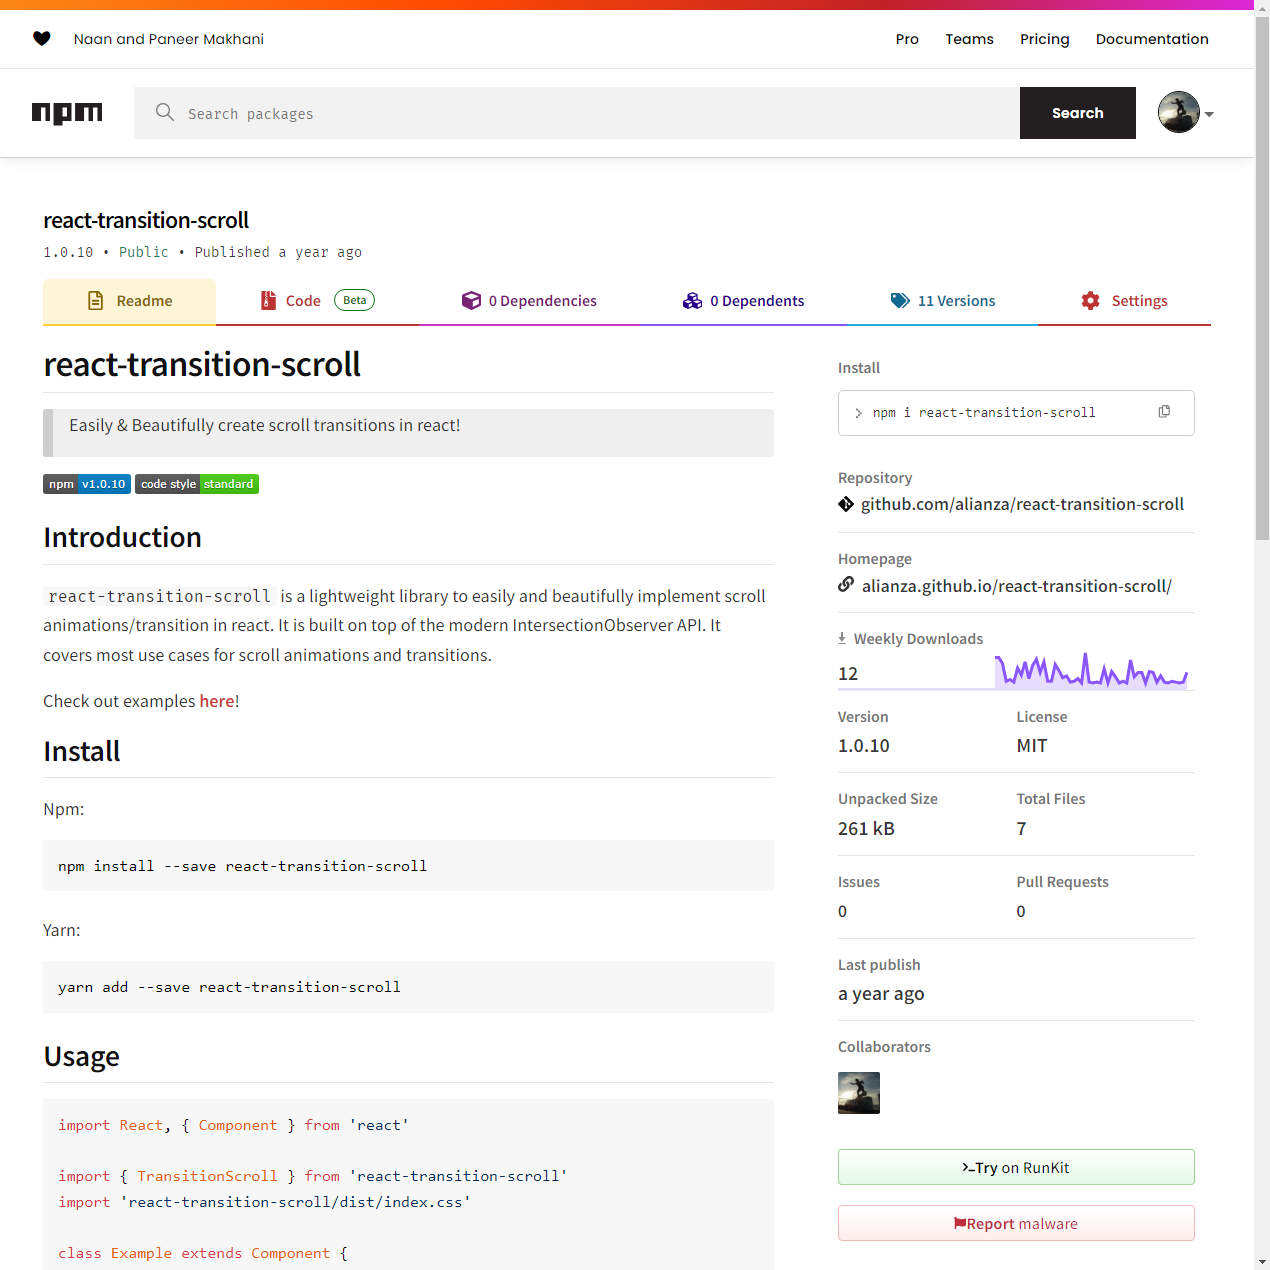 Naan and Paneer Makhani
Pro Teams Pricing Documentation
npm
Search packages
Search
react-transition-scroll
1.0.10 • Public • Published a year ago
Readme
Code Beta
0 Dependencies
0 Dependents
11 Versions
Settings
react-transition-scroll
Easily & Beautifully create scroll transitions in react!
npm v1.0.10 code style standard
Introduction
react-transition-scroll is a lightweight library to easily and beautifully implement scroll
animations/transition in react. It is built on top of the modern IntersectionObserver API. It
covers most use cases for scroll animations and transitions.
Check out examples here!
Install
Npm:
npm install --save react-transition-scroll
Yarn:
yarn add --save react-transition-scroll
Usage
import React, { Component } from 'react'
import { TransitionScroll } from 'react-transition-scroll'
import 'react-transition-scroll/dist/index.css'
class Example extends Component {
Install
> npm i react-transition-scroll
Repository
github.com/alianza/react-transition-scroll
Homepage
alianza.github.io/react-transition-scroll/
Weekly Downloads
12
Version License
1.0.10 MIT
Unpacked Size Total Files
261 kB 7
Issues Pull Requests
0 0
Last publish
a year ago
Collaborators
Try on RunKit
Report malware